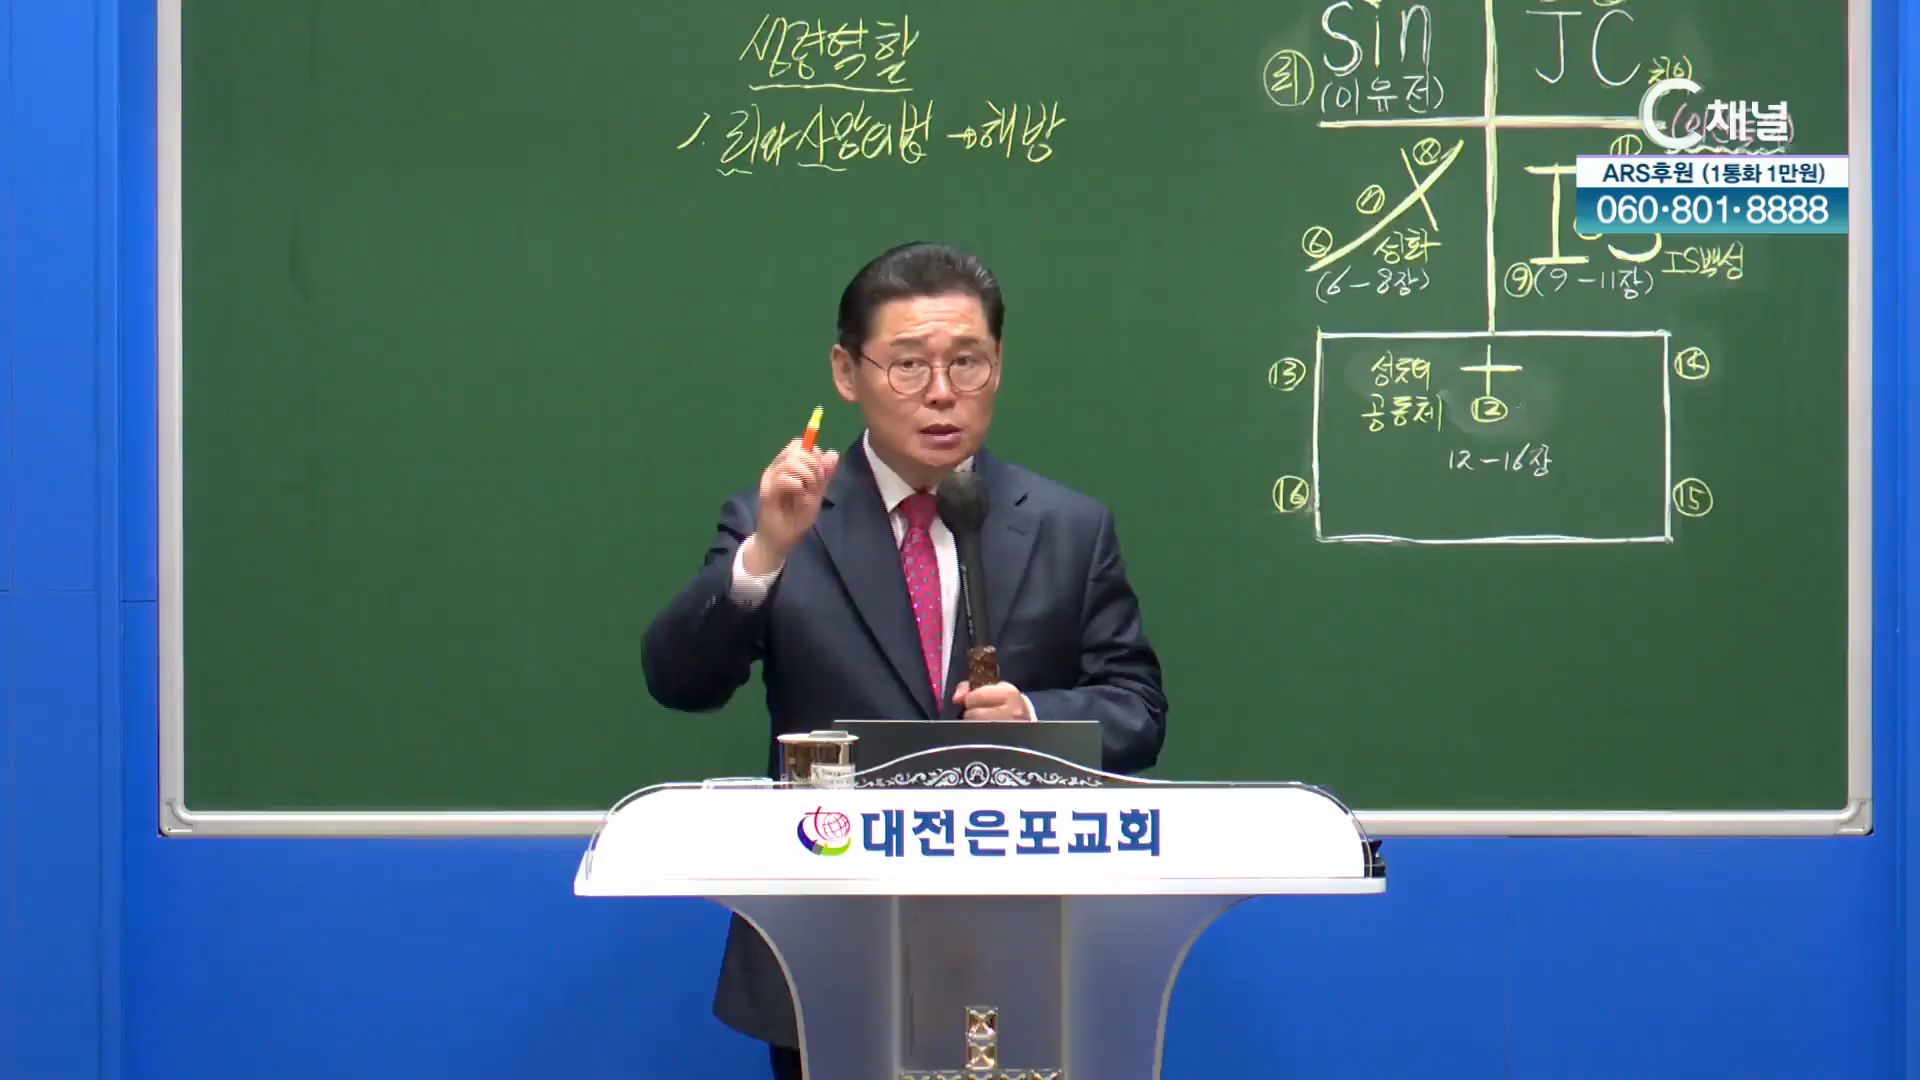 성령역할
1. 죄와 사망의 법 → 해방
Sin
죄
(이유전)
JC
C채널
ARS후원 (1통화 1만원)
060·801·8888
⑧
⑦
⑥
성화
(6-8장)
⑪
⑨
(9-11장)
IS백성
⑬
성도의
공동체
⑫
⑭
12-16장
⑯
⑮
대전은포교회